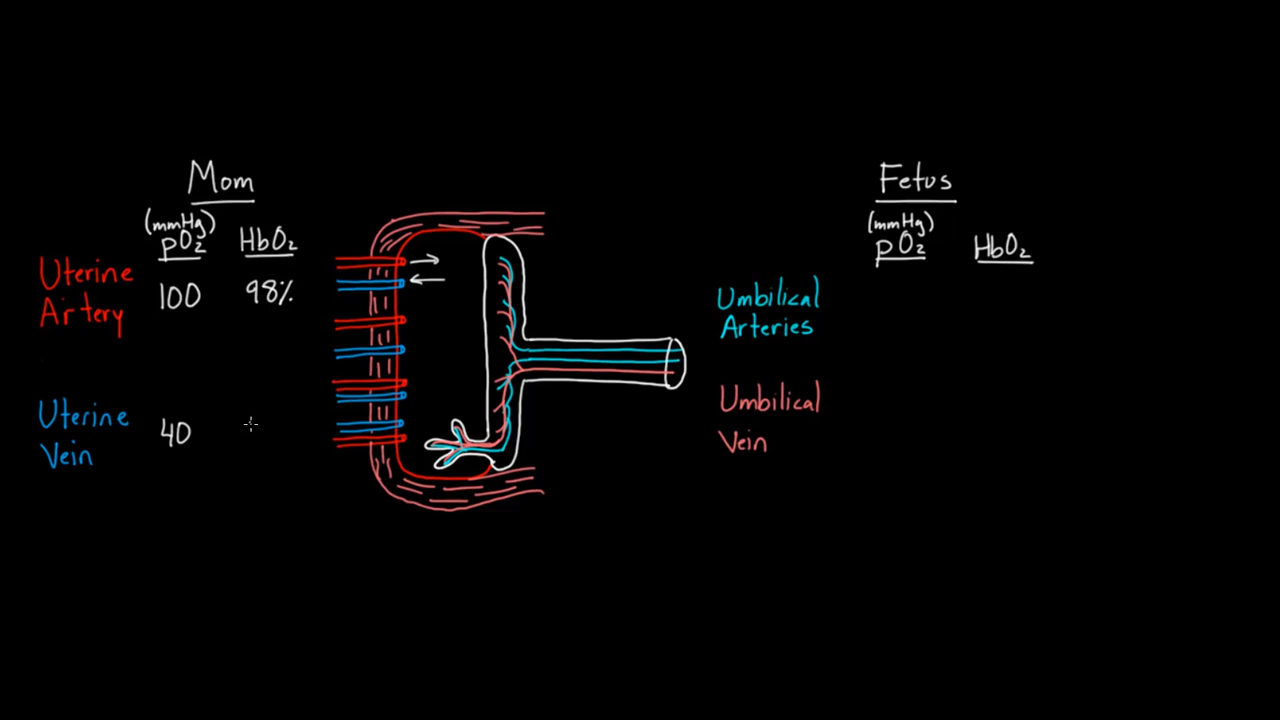 Mom
(mmHg)
pO₂ HbO₂
Uterine
Artery 100 98%
Uterine
Vein 40
Fetus
(mmHg)
pO₂ HbO₂
Umbilical
Arteries
Umbilical
Vein